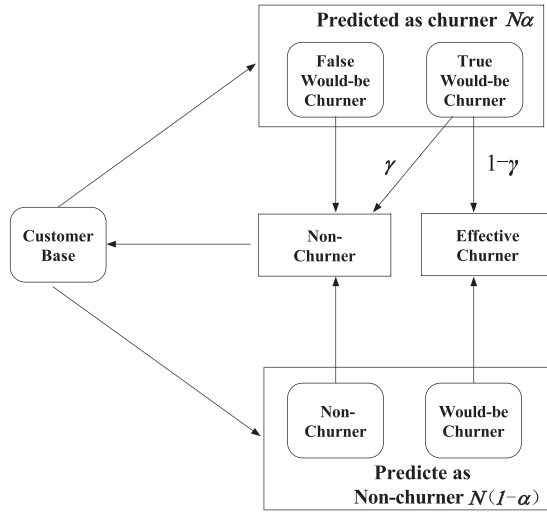 Predicted as churner Nα
False
Would-be
Churner
True
Would-be
Churner
γ
1−γ
Customer
Base
Non-
Churner
Effective
Churner
Non-
Churner
Would-be
Churner
Predicte as
Non-churner N(1-α)